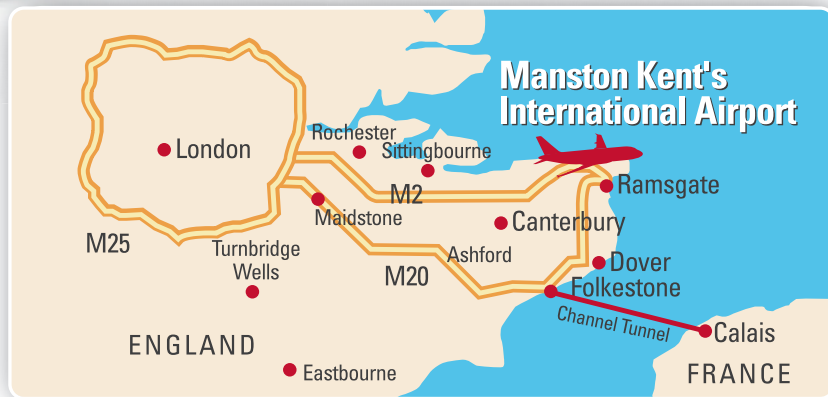 Manston Kent's
International Airport
Rochester
Sittingbourne
London
M2
Ramsgate
Maidstone
Canterbury
M25
Turnbridge
Wells
M20
Ashford
Dover
Folkestone
Channel Tunnel
Calais
ENGLAND
Eastbourne
FRANCE